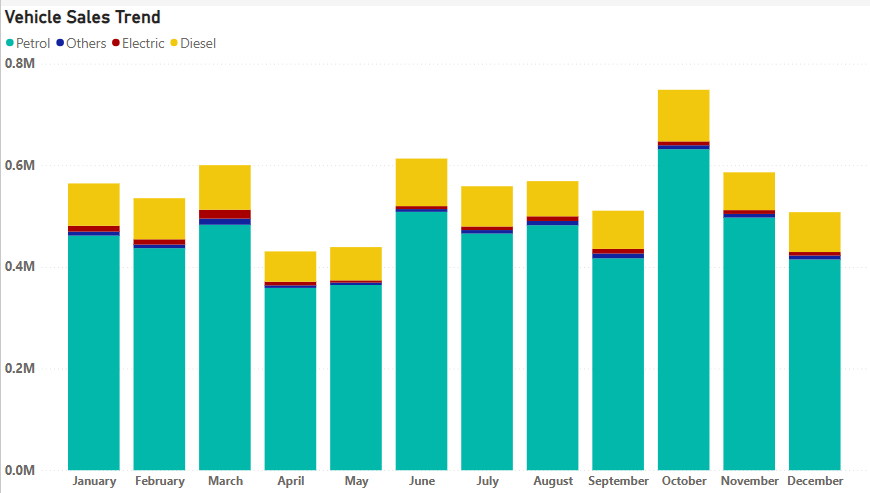 Vehicle Sales Trend
Petrol Others Electric Diesel
0.8M
0.6M
0.4M
0.2M
0.0M
January February March April May June July August September October November December